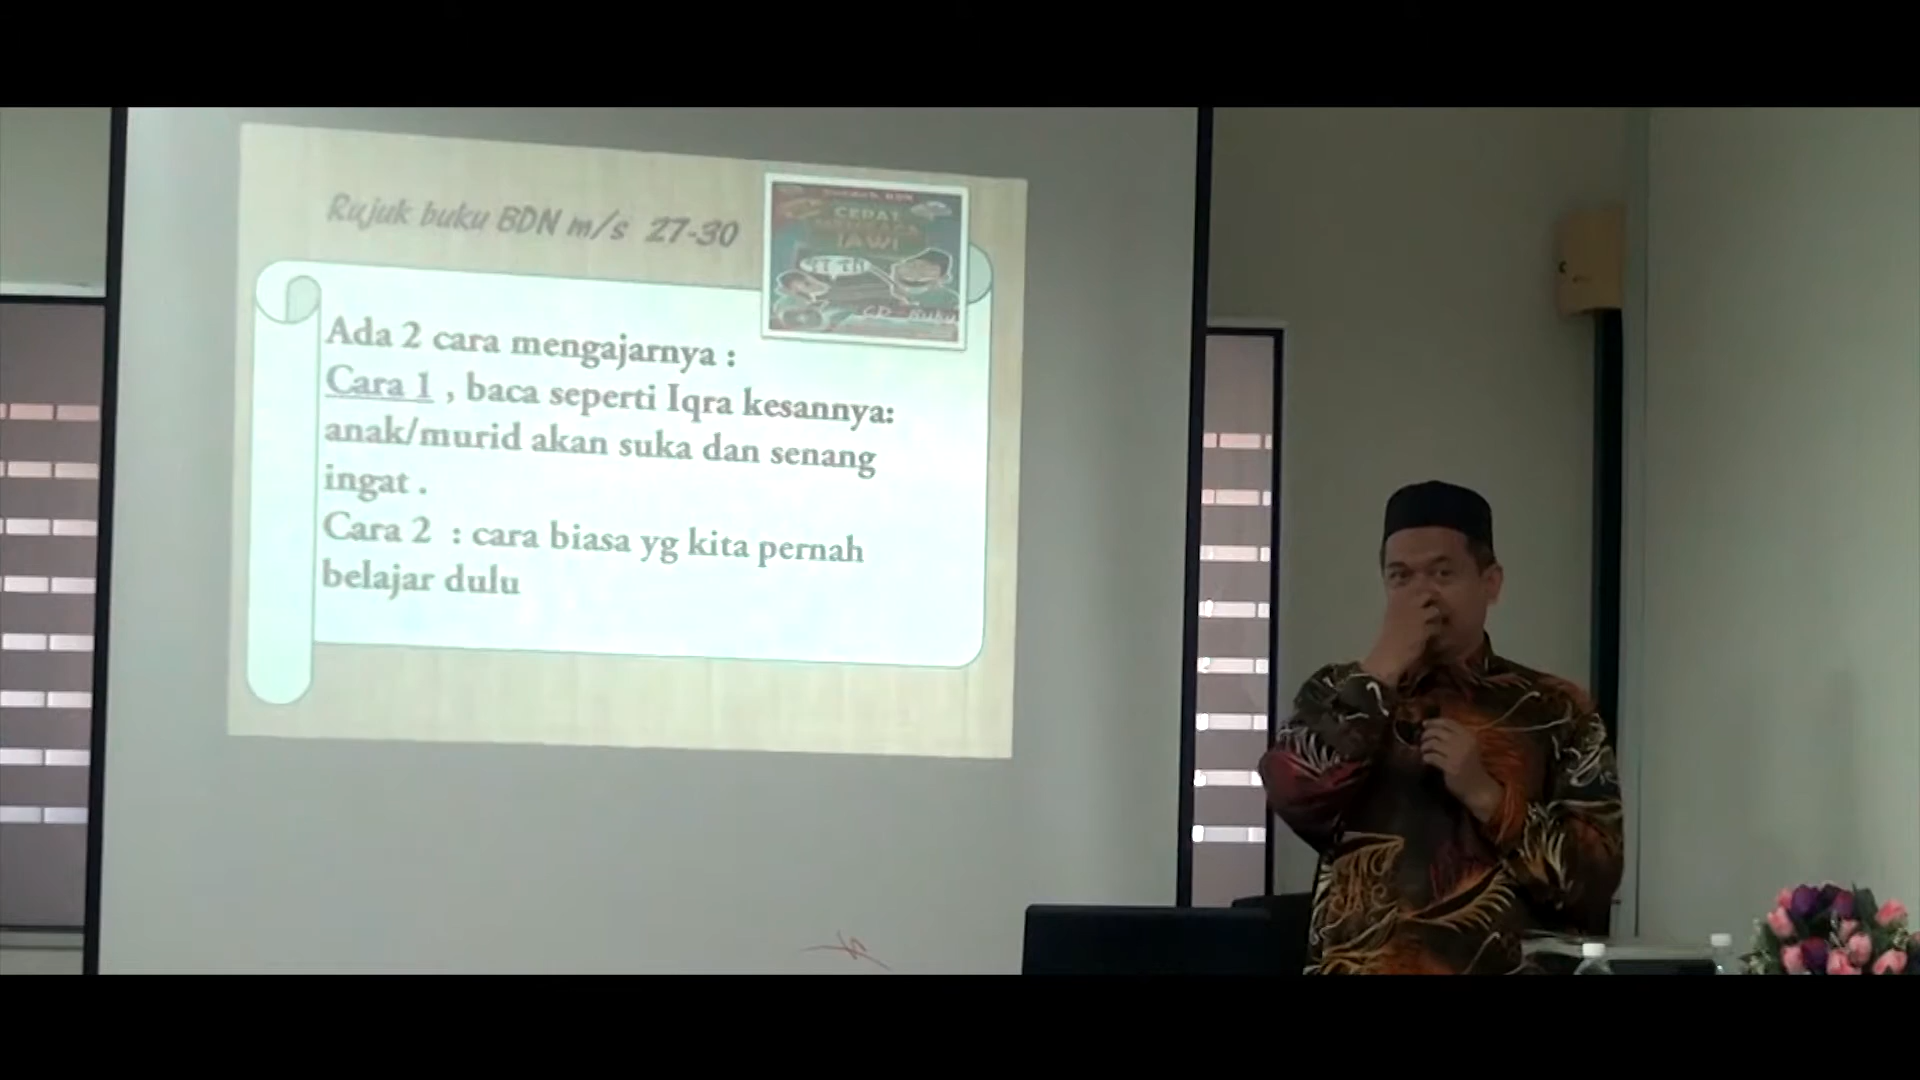 Rujuk buku BDN m/s 27-30
CEPAT
MEMBACA
JAWI
Ada 2 cara mengajarnya :
Cara 1 , baca seperti Iqra kesannya:
anak/murid akan suka dan senang
ingat .
Cara 2 : cara biasa yg kita pernah
belajar dulu